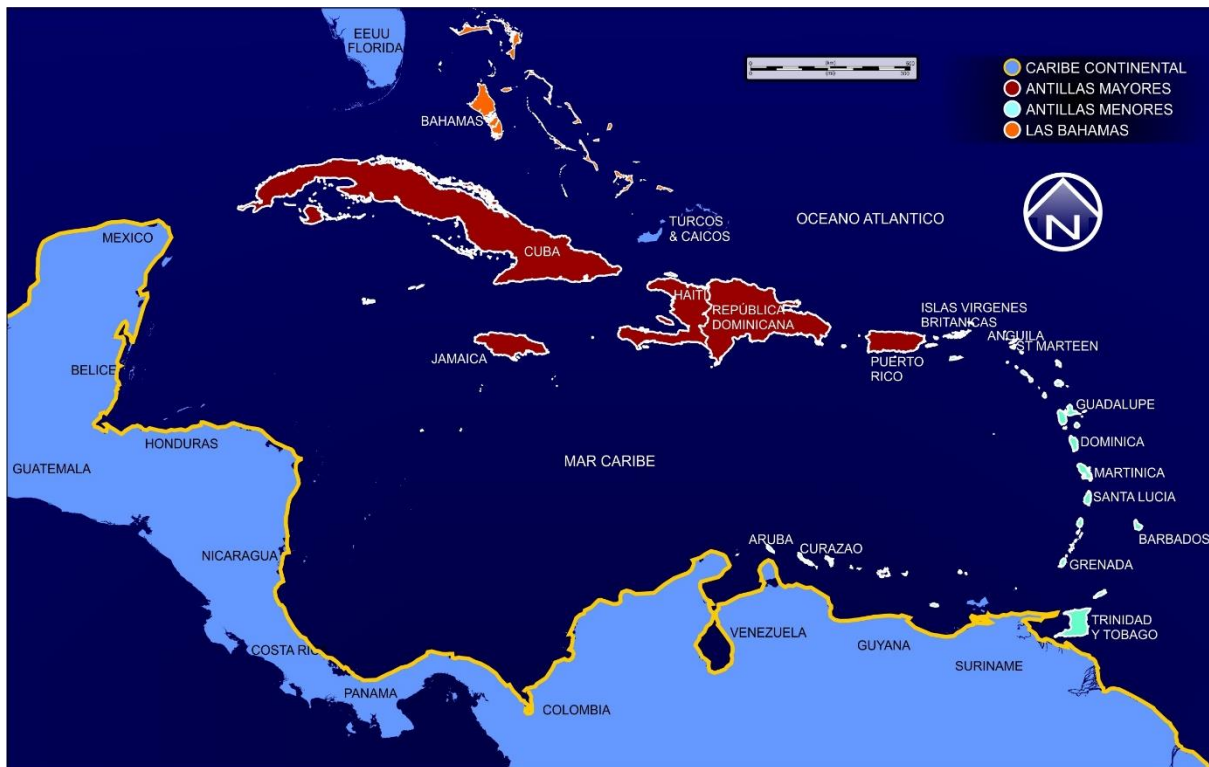 EEUU
FLORIDA
CARIBE CONTINENTAL
ANTILLAS MAYORES
ANTILLAS MENORES
LAS BAHAMAS
BAHAMAS
N
TÚRCOS
& CAICOS
OCEANO ATLANTICO
MEXICO
CUBA
HAITI
REPÚBLICA
DOMINICANA
ISLAS VIRGENES
BRITANICAS
ANGUILA
ST MARTEEN
JAMAICA
PUERTO
RICO
BELICE
GUADALUPE
HONDURAS
DOMINICA
GUATEMALA
MAR CARIBE
MARTINICA
SANTA LUCIA
BARBADOS
NICARAGUA
ARUBA
CURAZAO
GRENADA
TRINIDAD
Y TOBAGO
VENEZUELA
GUYANA
COSTA RIC
SURINAME
PANAMA
COLOMBIA